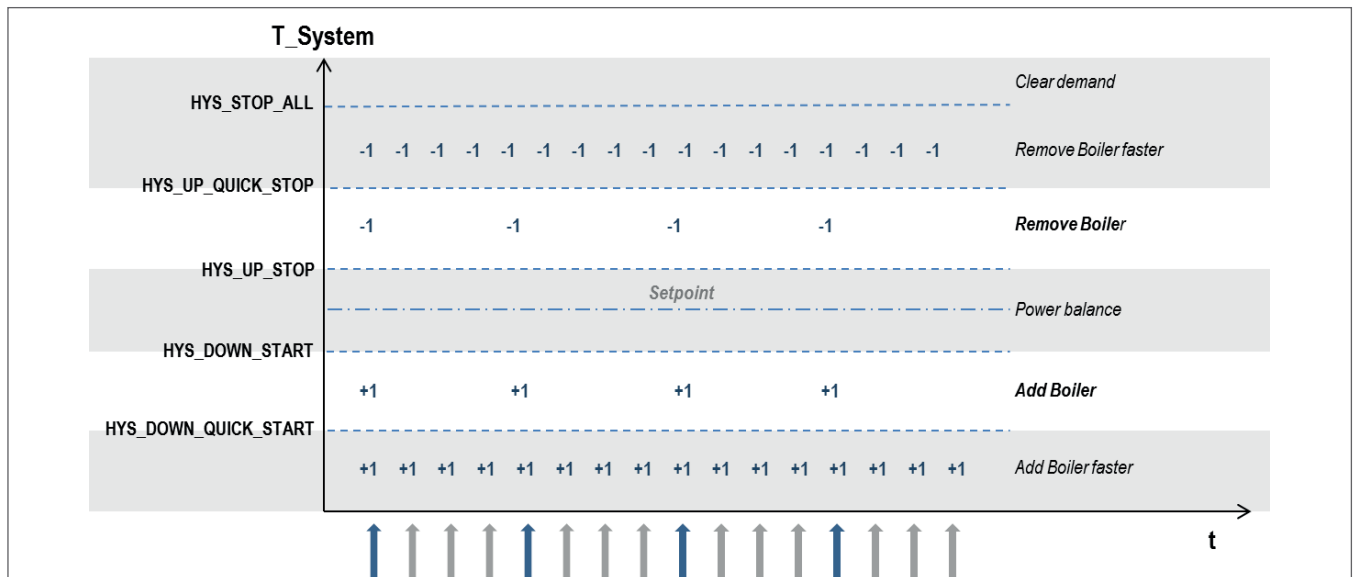 T_System
Clear demand
HYS_STOP_ALL
-1 -1 -1 -1 -1 -1 -1 -1 -1 -1 -1 -1 -1 -1 -1 -1 -1 Remove Boiler faster
HYS_UP_QUICK_STOP
-1 -1 -1 -1 Remove Boiler
HYS_UP_STOP
Setpoint
Power balance
HYS_DOWN_START
+1 +1 +1 +1 Add Boiler
HYS_DOWN_QUICK_START
+1 +1 +1 +1 +1 +1 +1 +1 +1 +1 +1 +1 +1 +1 +1 +1 Add Boiler faster
t